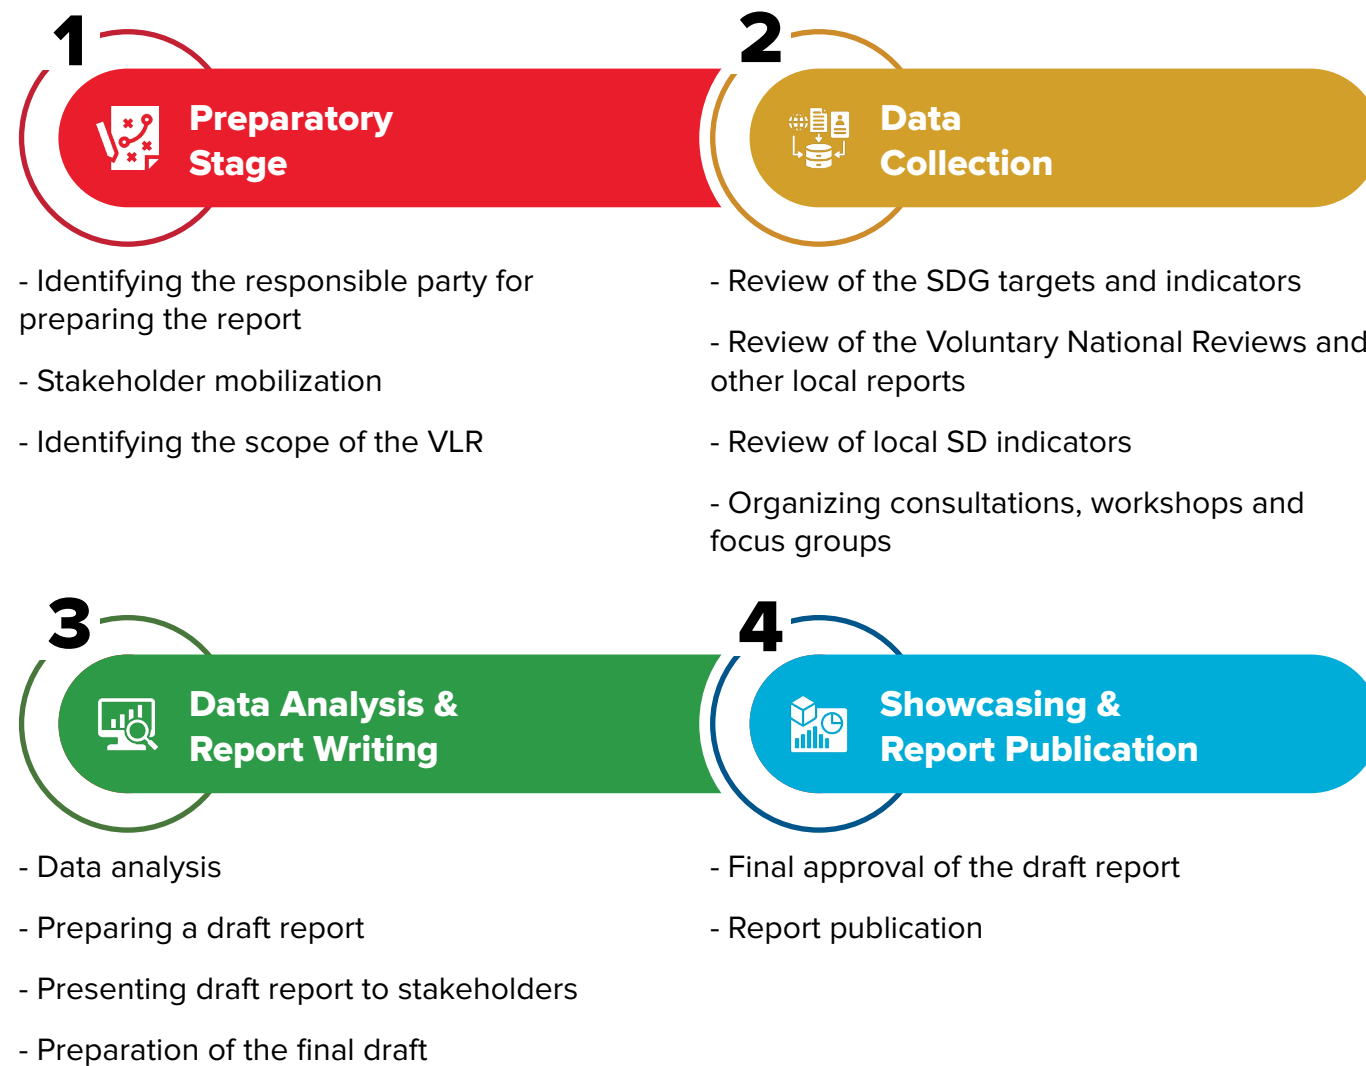 1
Preparatory
Stage
- Identifying the responsible party for
preparing the report
- Stakeholder mobilization
- Identifying the scope of the VLR
2
Data
Collection
- Review of the SDG targets and indicators
- Review of the Voluntary National Reviews and
other local reports
- Review of local SD indicators
- Organizing consultations, workshops and
focus groups
3
Data Analysis &
Report Writing
- Data analysis
- Preparing a draft report
- Presenting draft report to stakeholders
- Preparation of the final draft
4
Showcasing &
Report Publication
- Final approval of the draft report
- Report publication